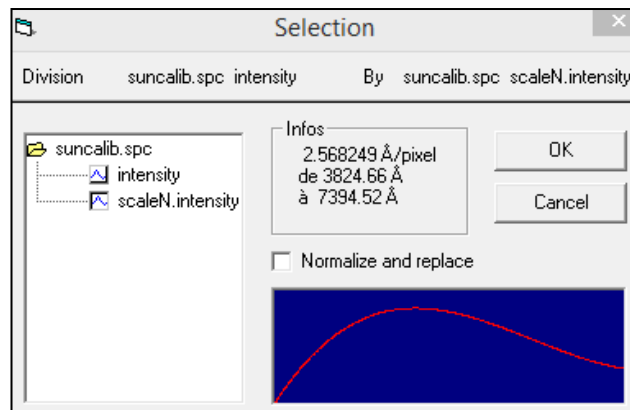 Selection
Division suncalib.spc intensity By suncalib.spc scaleN.intensity
suncalib.spc
intensity
scaleN.intensity
Infos
2.568249 Å/pixel
de 3824.66 Å
à 7394.52 Å
OK
Cancel
Normalize and replace